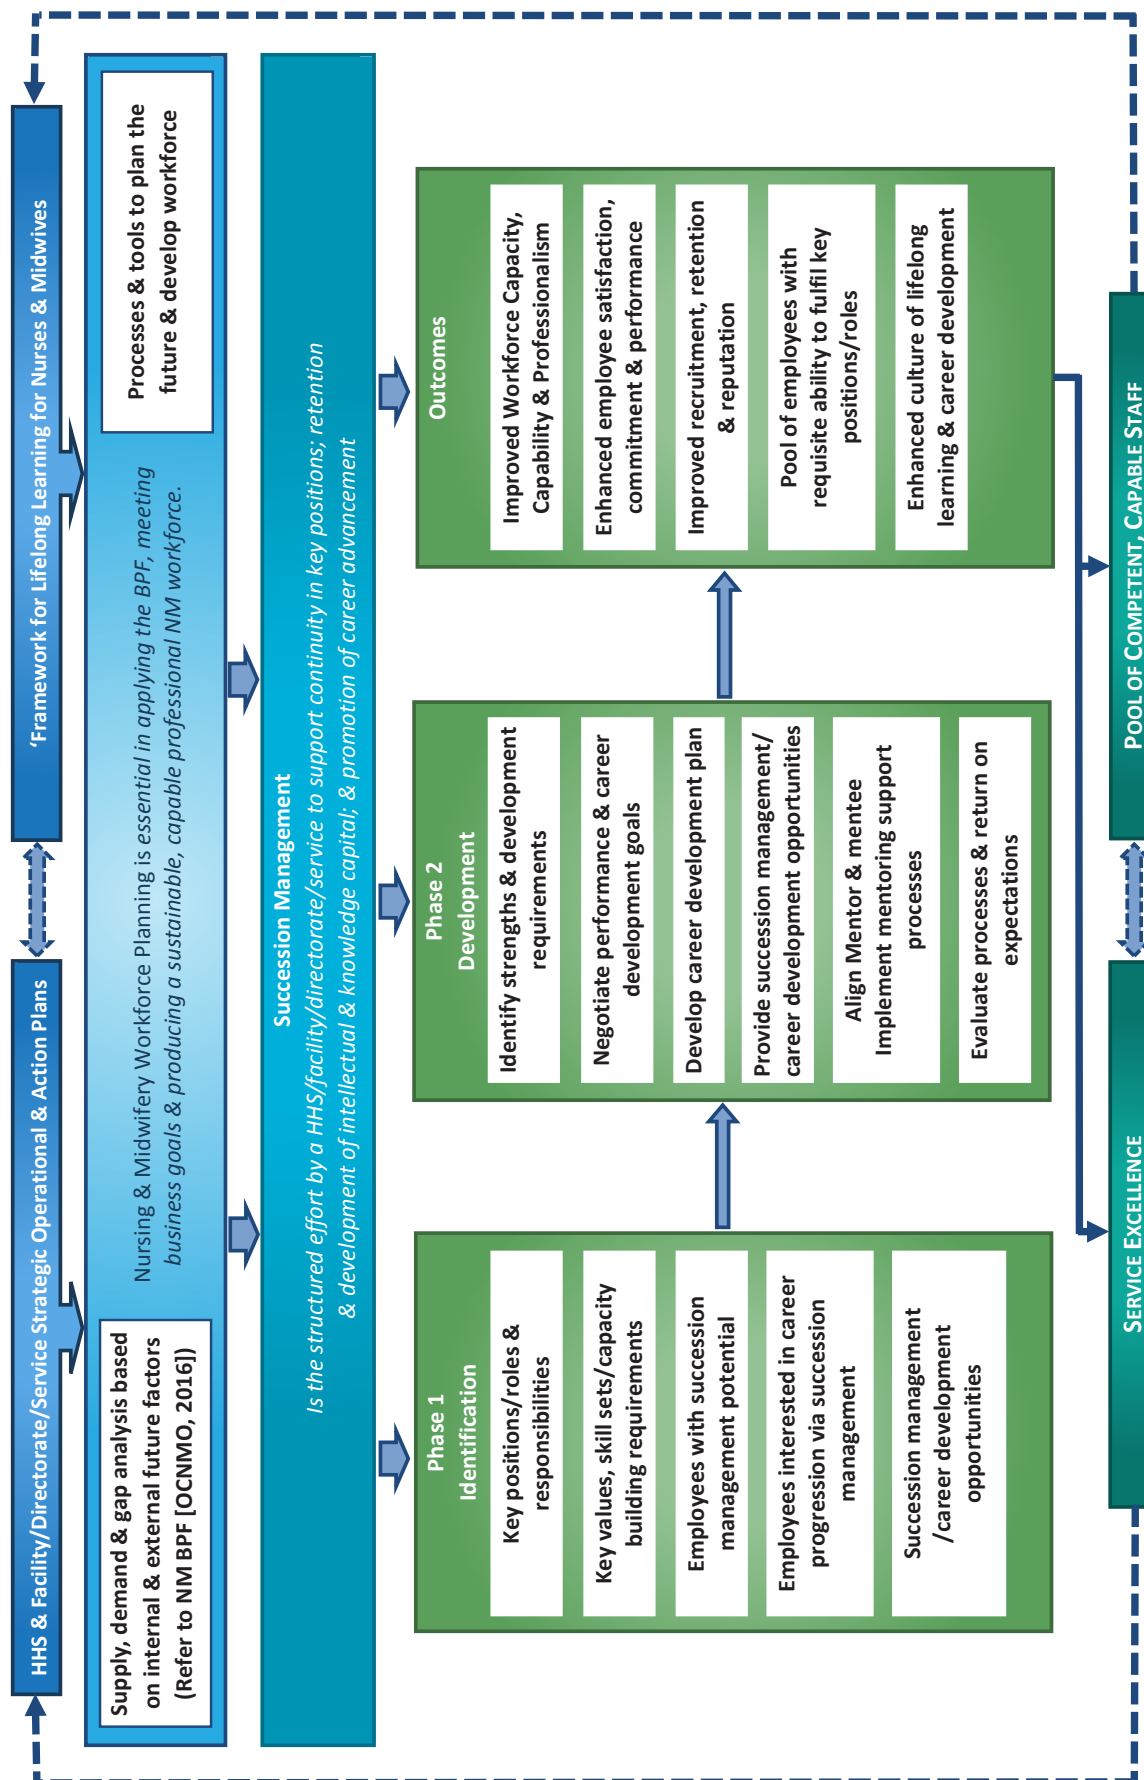 HHS & Facility/Directorate/Service Strategic Operational & Action Plans
‘Framework for Lifelong Learning for Nurses & Midwives
Supply, demand & gap analysis based
on internal & external future factors
(Refer to NM BPF [OCNMO, 2016])
Nursing & Midwifery Workforce Planning is essential in applying the BPF, meeting
business goals & producing a sustainable, capable professional NM workforce.
Processes & tools to plan the
future & develop workforce
Succession Management
Is the structured effort by a HHS/facility/directorate/service to support continuity in key positions; retention
& development of intellectual & knowledge capital; & promotion of career advancement
Phase 1
Identification
Key positions/roles &
responsibilities
Key values, skill sets/capacity
building requirements
Employees with succession
management potential
Employees interested in career
progression via succession
management
Succession management
/career development
opportunities
Phase 2
Development
Identify strengths & development
requirements
Negotiate performance & career
development goals
Develop career development plan
Provide succession management/
career development opportunities
Align Mentor & mentee
Implement mentoring support
processes
Evaluate processes & return on
expectations
Outcomes
Improved Workforce Capacity,
Capability & Professionalism
Enhanced employee satisfaction,
commitment & performance
Improved recruitment, retention
& reputation
Pool of employees with
requisite ability to fulfil key
positions/roles
Enhanced culture of lifelong
learning & career development
SERVICE EXCELLENCE
POOL OF COMPETENT, CAPABLE STAFF